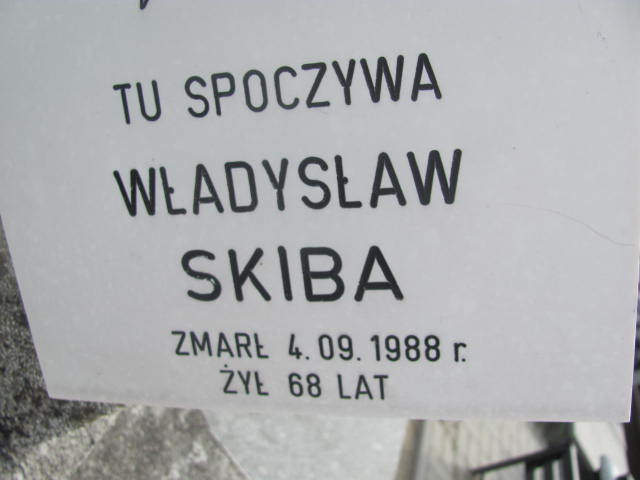 TU SPOCZYWA
WŁADYSŁAW
SKIBA
ZMARŁ 4.09.1988 r.
ŻYŁ 68 LAT